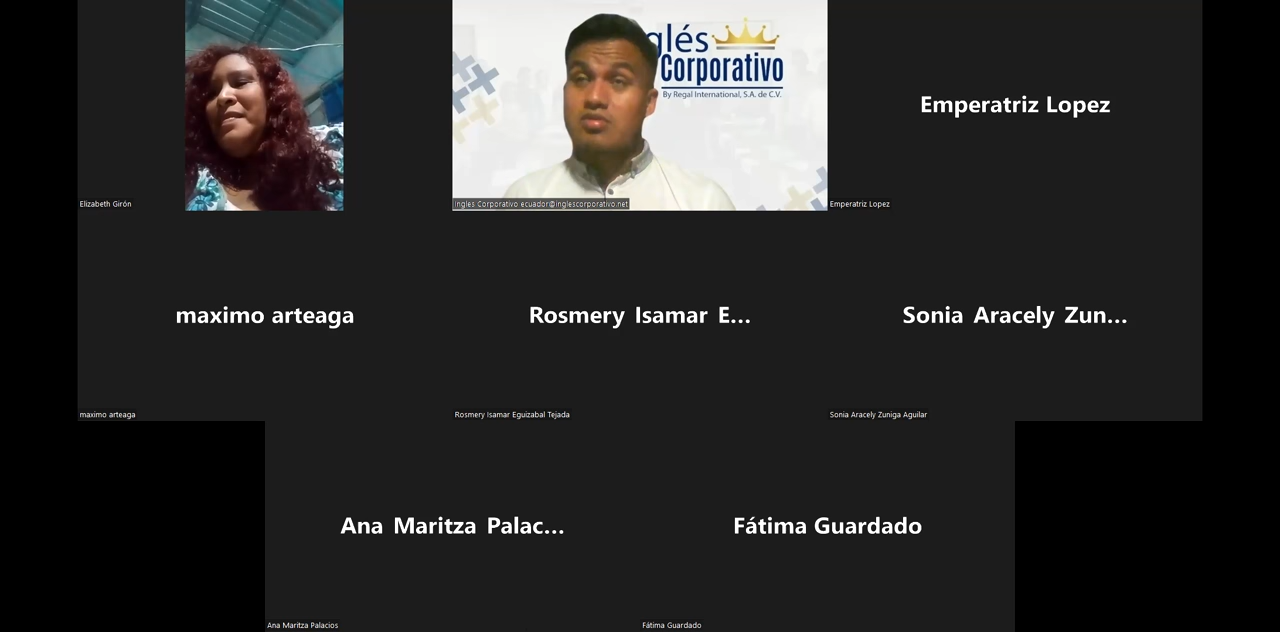 glés
Corporativo
By Regal International, S.A. de C.V.
Emperatriz Lopez
Elizabeth Girón
Ingles Corporativo ecuador@inglescorporativo.net
Emperatriz Lopez
maximo arteaga
Rosmery Isamar E...
Sonia Aracely Zun...
maximo arteaga
Rosmery Isamar Eguizabal Tejada
Sonia Aracely Zuniga Aguilar
Ana Maritza Palac...
Fátima Guardado
Ana Maritza Palacios
Fátima Guardado